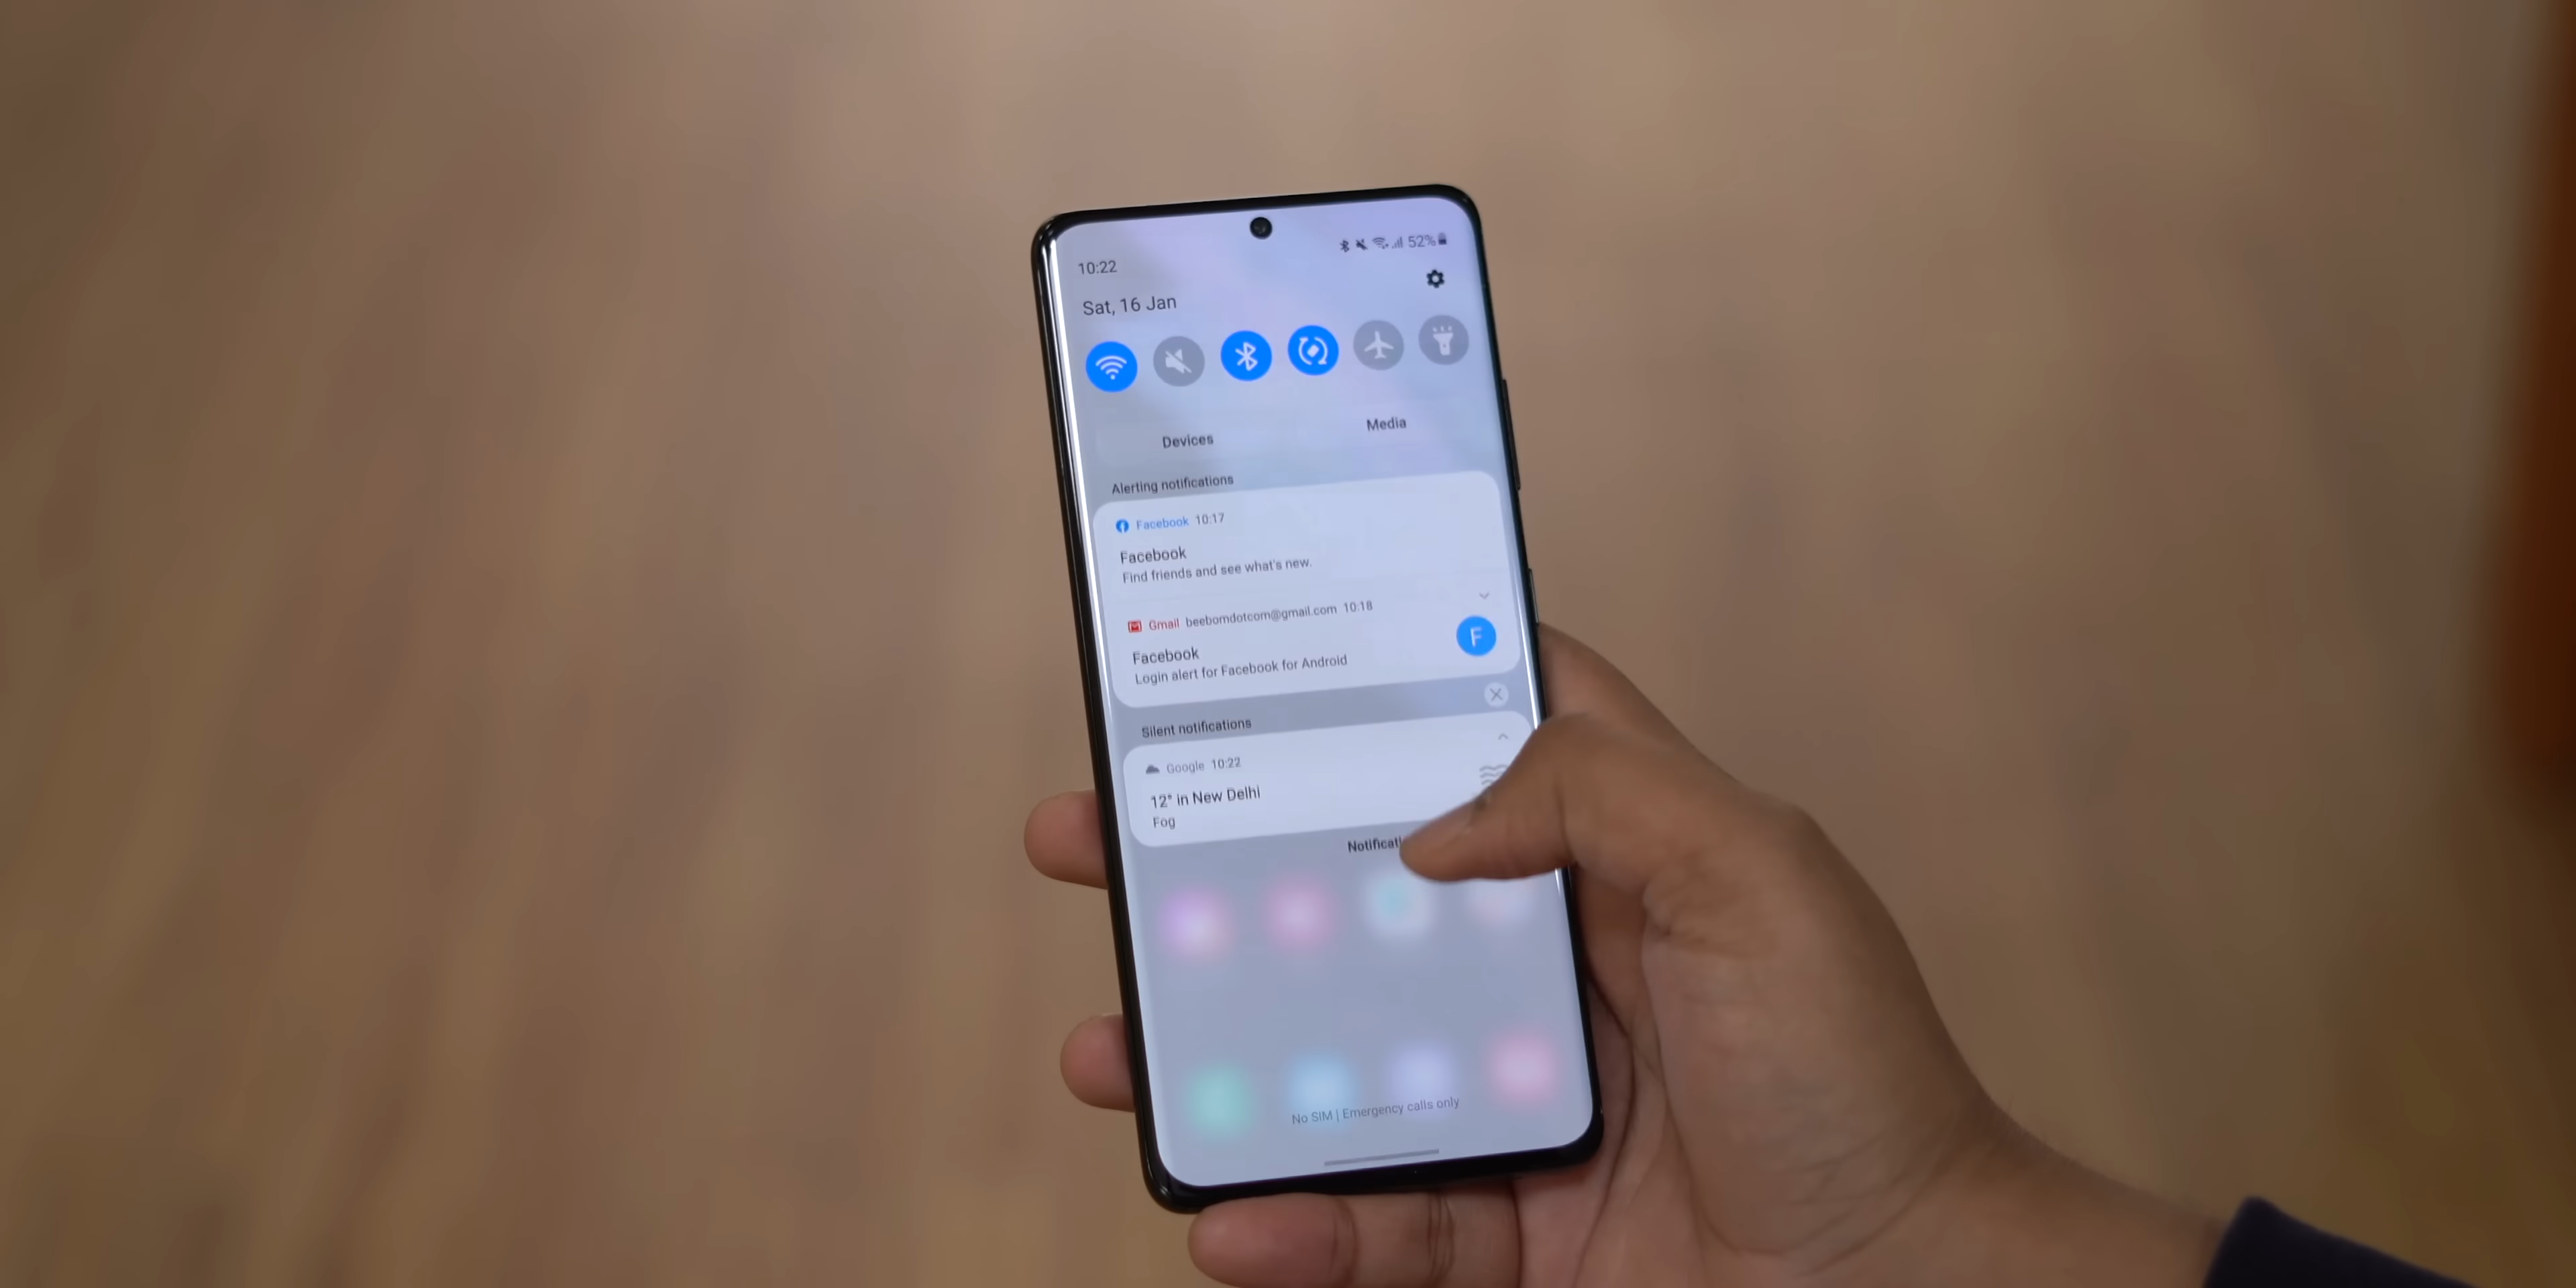 10:22
52%
Sat, 16 Jan
Devices
Media
Alerting notifications
Facebook 10:17
Facebook
Find friends and see what's new.
Gmail beebomdotcom@gmail.com 10:18
Facebook
Login alert for Facebook for Android
F
Silent notifications
Google 10:22
12° in New Delhi
Fog
No SIM | Emergency calls only